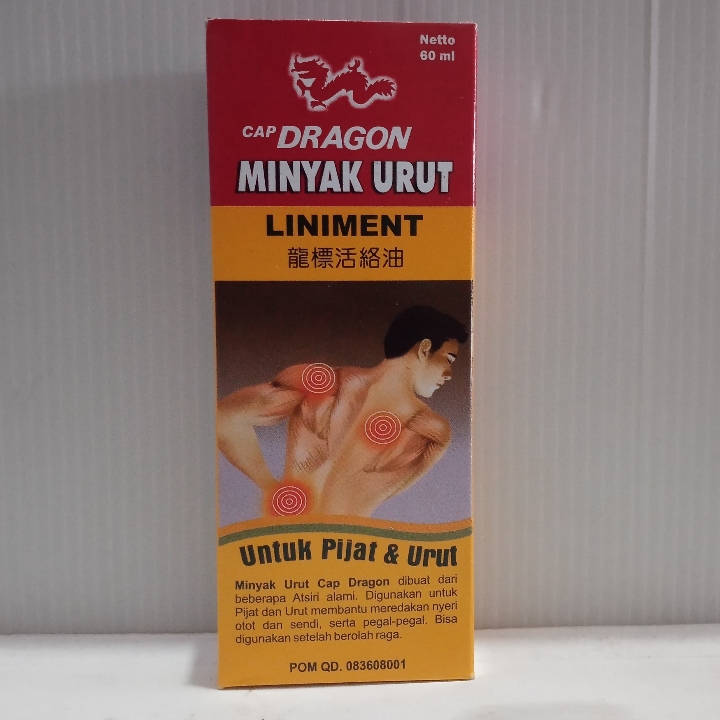 Netto
60 ml
CAP DRAGON
MINYAK URUT
LINIMENT
龍標活絡油
Untuk Pijat & Urut
Minyak Urut Cap Dragon dibuat dari
beberapa Atsiri alami. Digunakan untuk
Pijat dan Urut membantu meredakan nyeri
otot dan sendi, serta pegal-pegal. Bisa
digunakan setelah berolah raga.
POM QD. 083608001